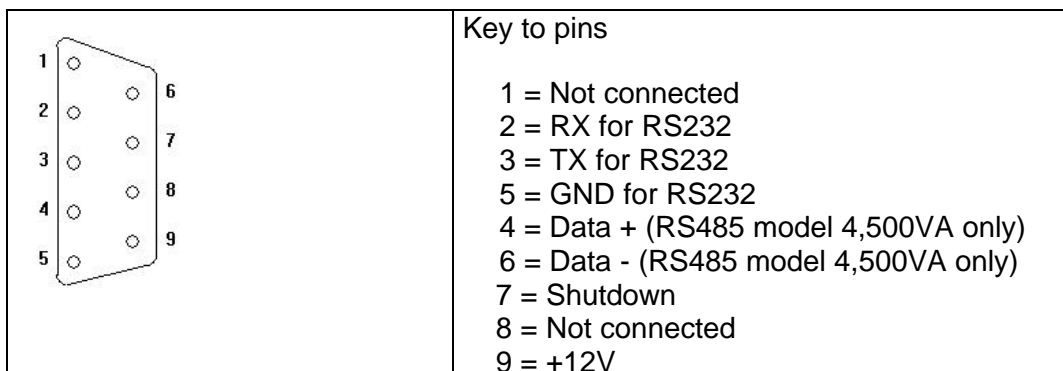 1
6
2
7
3
8
4
9
5
Key to pins
1 = Not connected
2 = RX for RS232
3 = TX for RS232
5 = GND for RS232
4 = Data + (RS485 model 4,500VA only)
6 = Data - (RS485 model 4,500VA only)
7 = Shutdown
8 = Not connected
9 = +12V